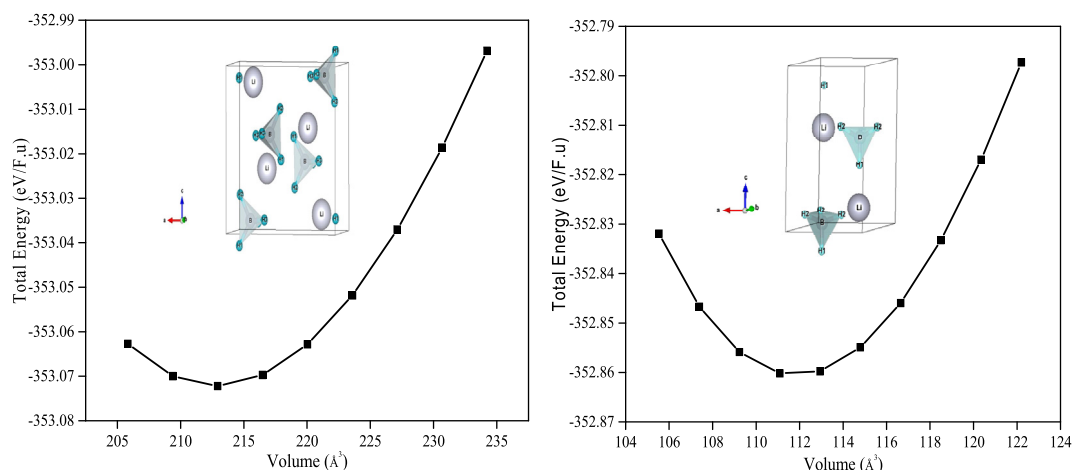 -352.99
-353.00
-353.01
-353.02
-353.03
-353.04
-353.05
-353.06
-353.07
-353.08
Total Energy (eV/F.u)
205 210 215 220 225 230 235
Volume (Å³)
Li
B
Li
B
B
Li
B
Li
c
a
b
-352.79
-352.80
-352.81
-352.82
-352.83
-352.84
-352.85
-352.86
-352.87
Total Energy (eV/F.u)
104 106 108 110 112 114 116 118 120 122 124
Volume (Å³)
H1
Li
H2
H2
H1
Li
H2
H2
B
H1
c
a
b